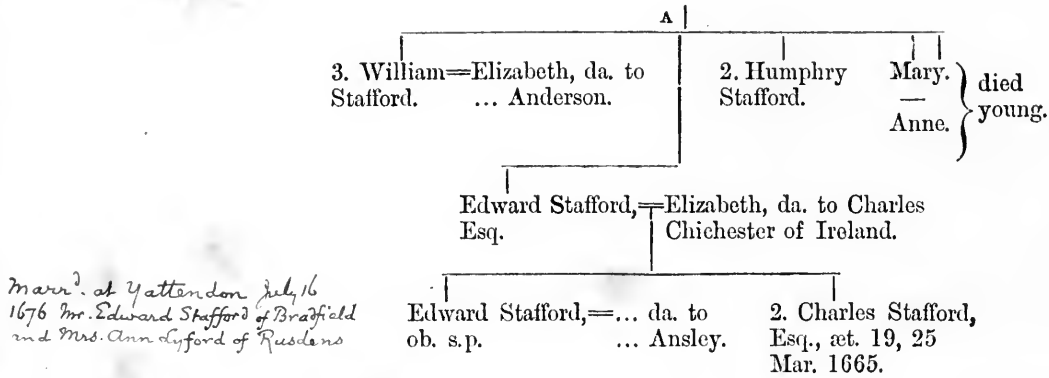 A
3. William=Elizabeth, da. to
Stafford. ... Anderson.
2. Humphry
Stafford.
Mary.
—
Anne.
died
young.
Edward Stafford,=Elizabeth, da. to Charles
Esq. Chichester of Ireland.
Marrd. at Yattendon July 16
1676 Mr. Edward Stafford of Bradfield
and Mrs. Ann Lyford of Rusdens
Edward Stafford,=... da. to
ob. s.p. ... Ansley.
2. Charles Stafford,
Esq., æt. 19, 25
Mar. 1665.